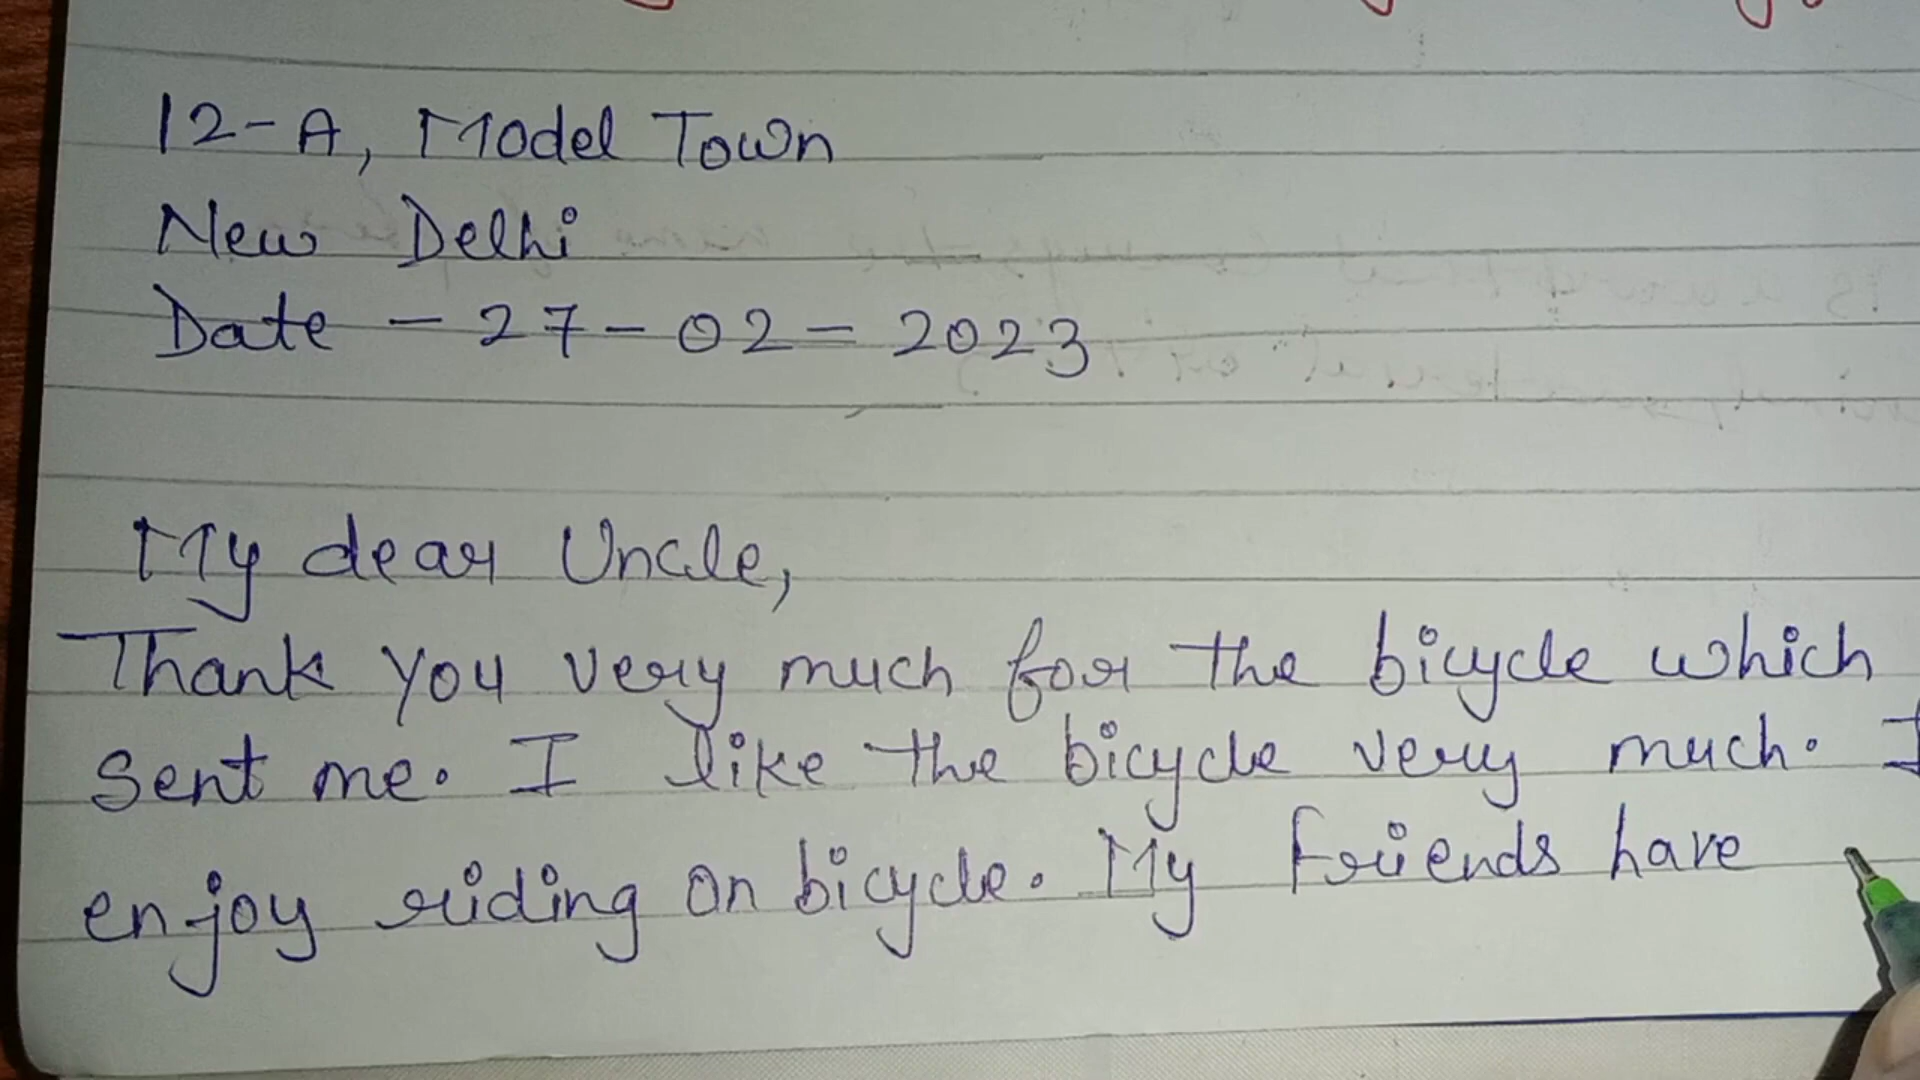 12-A, Model Town
New Delhi
Date - 27-02-2023
My dear Uncle,
Thank you very much for the bicycle which
sent me. I like the bicycle very much. I
enjoy riding on bicycle. My friends have